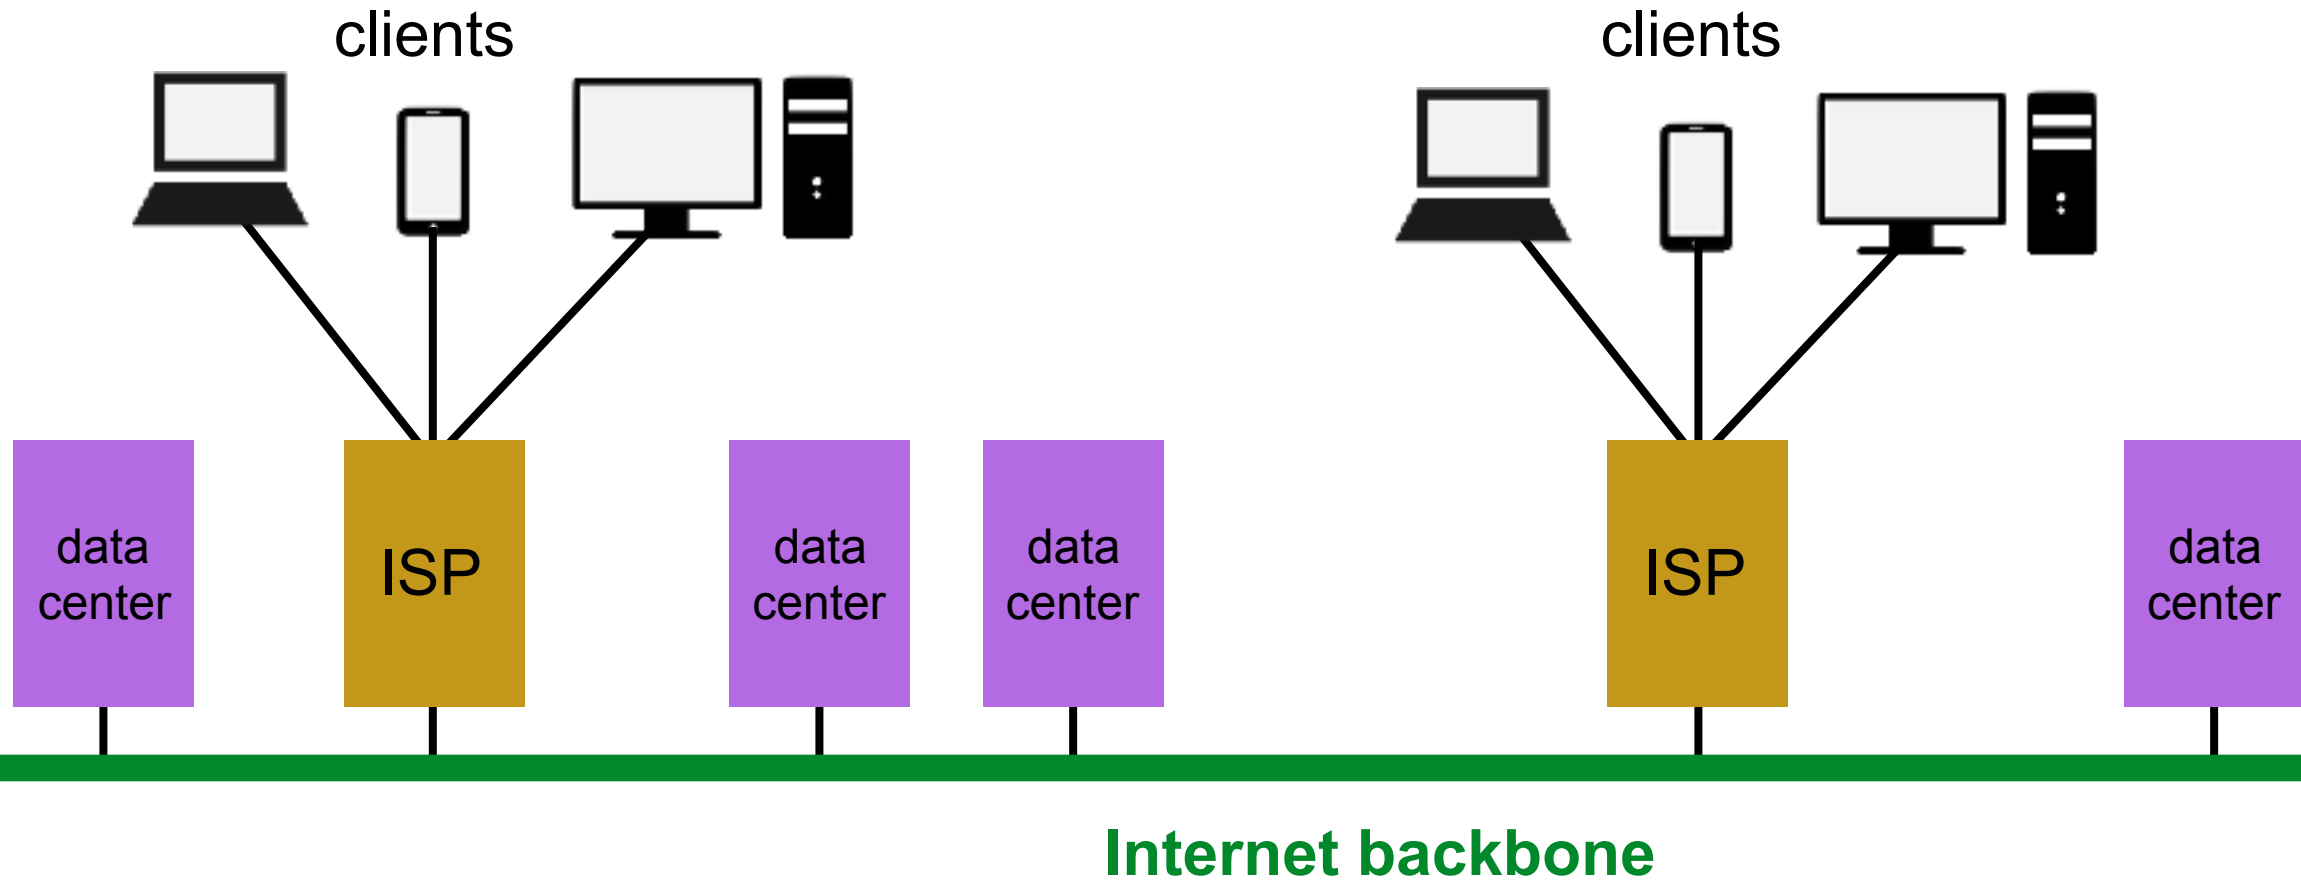 clients
clients
data
center
ISP
data
center
data
center
ISP
data
center
Internet backbone